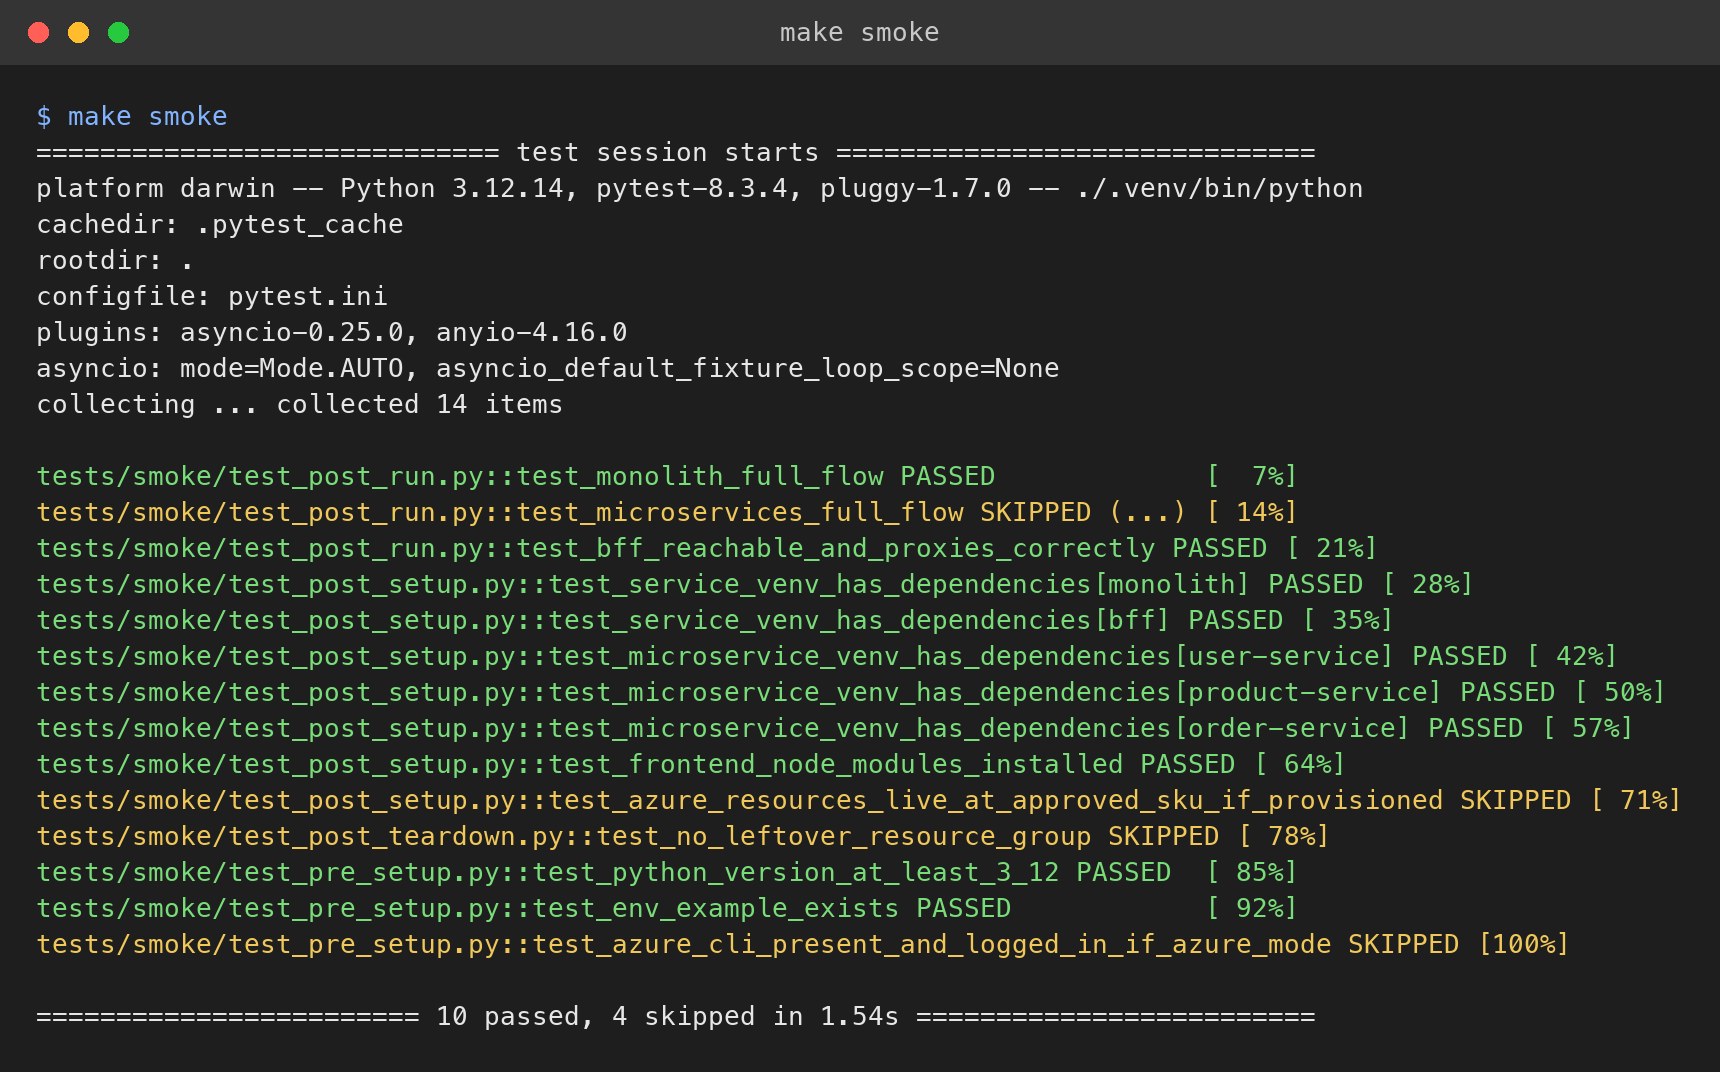 make smoke
$ make smoke
============================= test session starts ==============================
platform darwin -- Python 3.12.14, pytest-8.3.4, pluggy-1.7.0 -- ./.venv/bin/python
cachedir: .pytest_cache
rootdir: .
configfile: pytest.ini
plugins: asyncio-0.25.0, anyio-4.16.0
asyncio: mode=Mode.AUTO, asyncio_default_fixture_loop_scope=None
collecting ... collected 14 items
tests/smoke/test_post_run.py::test_monolith_full_flow PASSED             [  7%]
tests/smoke/test_post_run.py::test_microservices_full_flow SKIPPED (...) [ 14%]
tests/smoke/test_post_run.py::test_bff_reachable_and_proxies_correctly PASSED [ 21%]
tests/smoke/test_post_setup.py::test_service_venv_has_dependencies[monolith] PASSED [ 28%]
tests/smoke/test_post_setup.py::test_service_venv_has_dependencies[bff] PASSED [ 35%]
tests/smoke/test_post_setup.py::test_microservice_venv_has_dependencies[user-service] PASSED [ 42%]
tests/smoke/test_post_setup.py::test_microservice_venv_has_dependencies[product-service] PASSED [ 50%]
tests/smoke/test_post_setup.py::test_microservice_venv_has_dependencies[order-service] PASSED [ 57%]
tests/smoke/test_post_setup.py::test_frontend_node_modules_installed PASSED [ 64%]
tests/smoke/test_post_setup.py::test_azure_resources_live_at_approved_sku_if_provisioned SKIPPED [ 71%]
tests/smoke/test_post_teardown.py::test_no_leftover_resource_group SKIPPED [ 78%]
tests/smoke/test_pre_setup.py::test_python_version_at_least_3_12 PASSED  [ 85%]
tests/smoke/test_pre_setup.py::test_env_example_exists PASSED            [ 92%]
tests/smoke/test_pre_setup.py::test_azure_cli_present_and_logged_in_if_azure_mode SKIPPED [100%]
======================== 10 passed, 4 skipped in 1.54s =========================